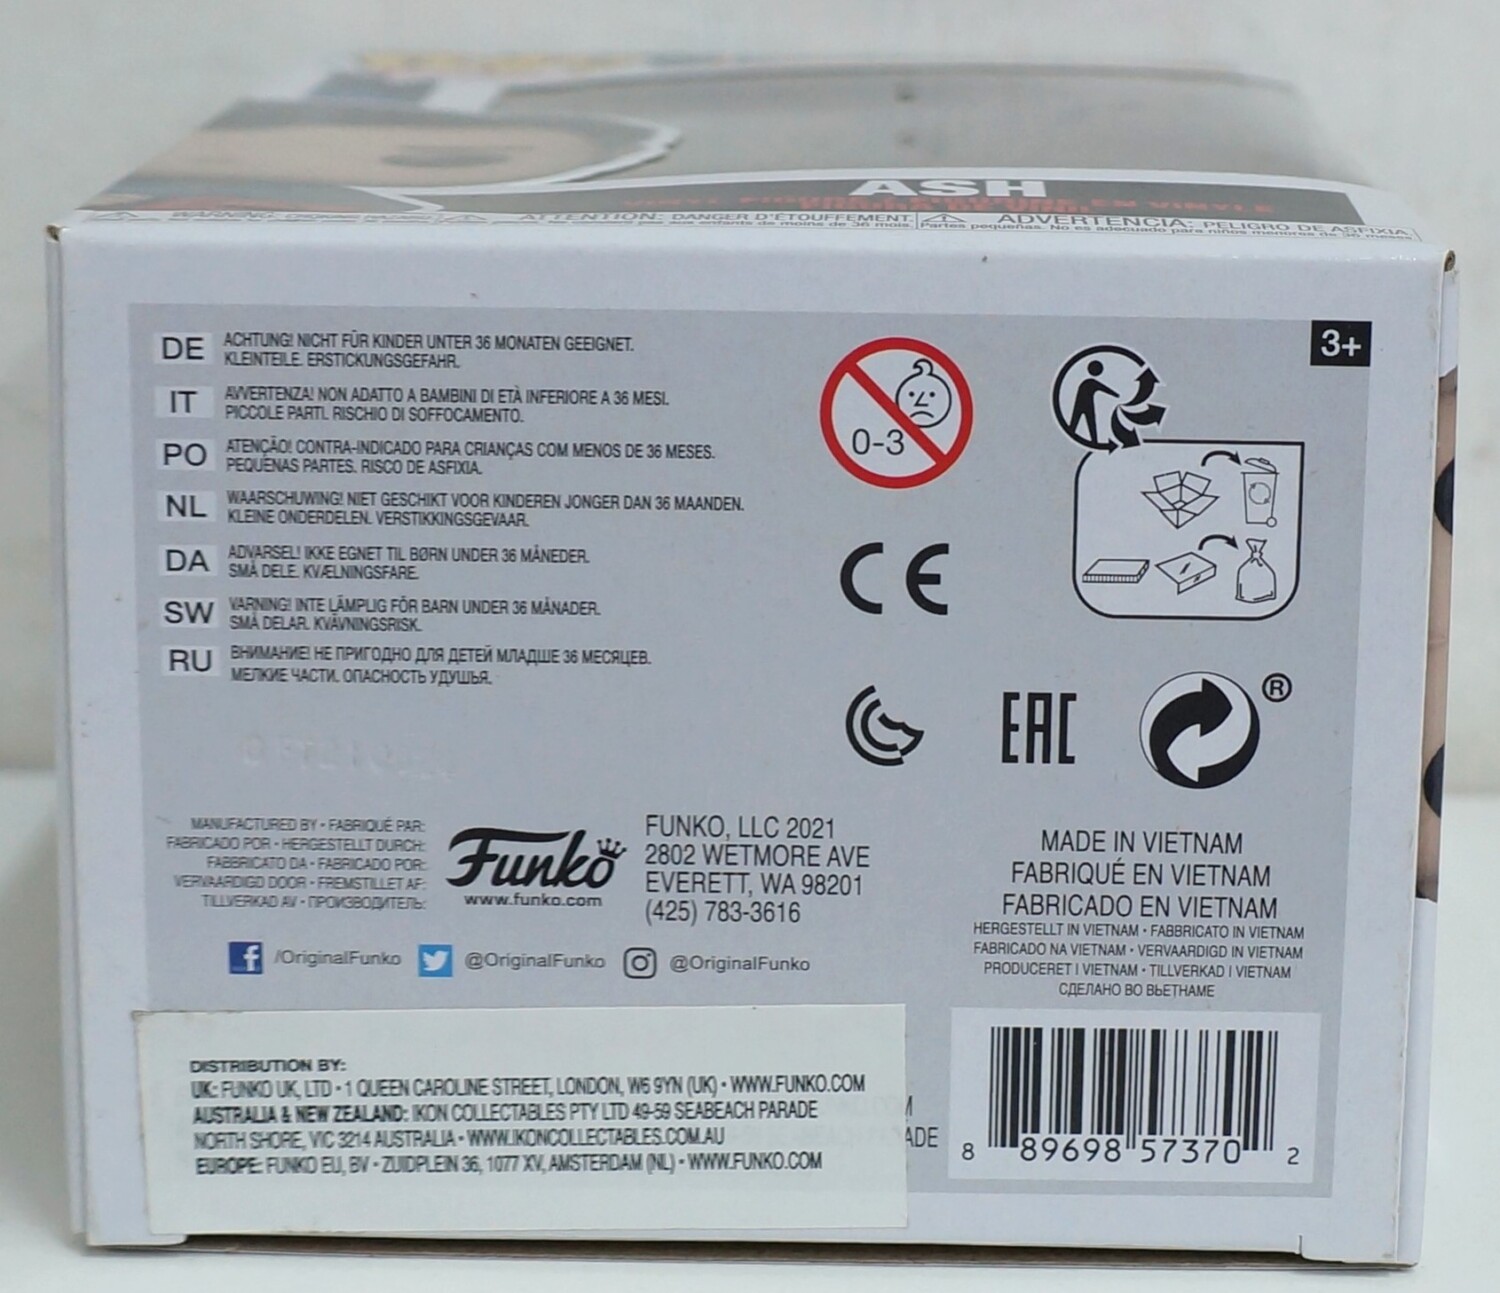 ASH
ATTENTION: DANGER D'ÉTOUFFEMENT.
ADVERTENCIA: PELIGRO DE ASFIXIA.
Partes pequeñas. No es adecuado para niños menores de 36 meses.
3+
DE ACHTUNG! NICHT FÜR KINDER UNTER 36 MONATEN GEEIGNET.
KLEINTEILE. ERSTICKUNGSGEFAHR.
IT AVVERTENZA! NON ADATTO A BAMBINI DI ETÀ INFERIORE A 36 MESI.
PICCOLE PARTI. RISCHIO DI SOFFOCAMENTO.
PO ATENÇÃO! CONTRA-INDICADO PARA CRIANÇAS COM MENOS DE 36 MESES.
PEQUENAS PARTES. RISCO DE ASFIXIA.
NL WAARSCHUWING! NIET GESCHIKT VOOR KINDEREN JONGER DAN 36 MAANDEN.
KLEINE ONDERDELEN. VERSTIKKINGSGEVAAR.
DA ADVARSEL! IKKE EGNET TIL BØRN UNDER 36 MÅNEDER.
SMÅ DELE. KVÆLNINGSFARE.
SW VARNING! INTE LÄMPLIG FÖR BARN UNDER 36 MÅNADER.
SMÅ DELAR. KVÄVNINGSRISK.
RU ВНИМАНИЕ! НЕ ПРИГОДНО ДЛЯ ДЕТЕЙ МЛАДШЕ 36 МЕСЯЦЕВ.
МЕЛКИЕ ЧАСТИ. ОПАСНОСТЬ УДУШЬЯ.
0-3
CE
EAC
®
MANUFACTURED BY • FABRIQUÉ PAR:
FABRICADO POR • HERGESTELLT DURCH:
FABBRICATO DA • FABRICADO POR:
VERVAARDIGD DOOR • FREMSTILLET AF:
TILLVERKAD AV • ПРОИЗВОДИТЕЛЬ:
Funko
www.funko.com
FUNKO, LLC 2021
2802 WETMORE AVE
EVERETT, WA 98201
(425) 783-3616
/OriginalFunko
@OriginalFunko
@OriginalFunko
MADE IN VIETNAM
FABRIQUÉ EN VIETNAM
FABRICADO EN VIETNAM
HERGESTELLT IN VIETNAM • FABBRICATO IN VIETNAM
FABRICADO NA VIETNAM • VERVAARDIGD IN VIETNAM
PRODUCERET I VIETNAM • TILLVERKAD I VIETNAM
СДЕЛАНО ВО ВЬЕТНАМЕ
DISTRIBUTION BY:
UK: FUNKO UK, LTD • 1 QUEEN CAROLINE STREET, LONDON, W6 9YN (UK) • WWW.FUNKO.COM
AUSTRALIA & NEW ZEALAND: IKON COLLECTABLES PTY LTD 49-59 SEABEACH PARADE
NORTH SHORE, VIC 3214 AUSTRALIA • WWW.IKONCOLLECTABLES.COM.AU
EUROPE: FUNKO EU, BV • ZUIDPLEIN 36, 1077 XV, AMSTERDAM (NL) • WWW.FUNKO.COM
8 89698 57370 2